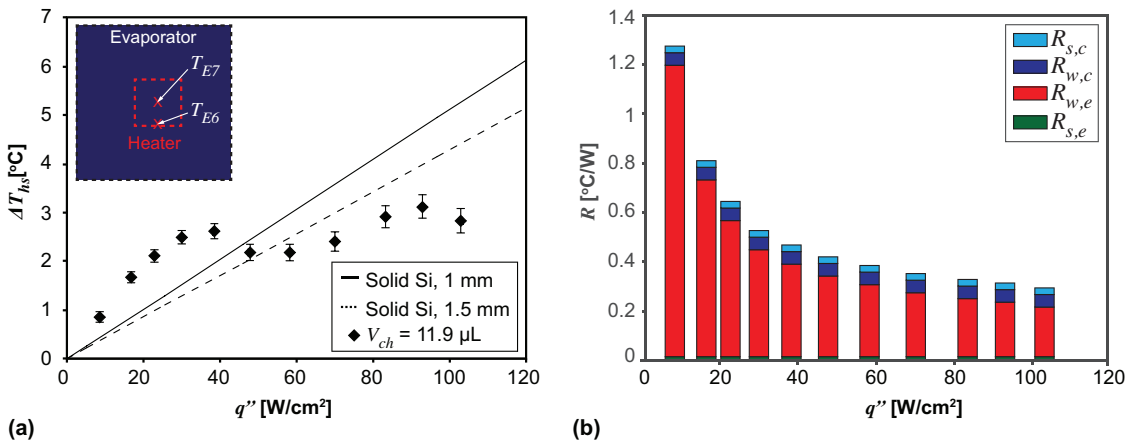 7
6
5
4
3
2
1
0
ΔT_hs [°C]
Evaporator
T_E7
T_E6
Heater
Solid Si, 1 mm
Solid Si, 1.5 mm
V_ch = 11.9 µL
0 20 40 60 80 100 120
q” [W/cm²]
(a)
1.4
1.2
1
0.8
0.6
0.4
0.2
0
R [°C/W]
R_s,c
R_w,c
R_w,e
R_s,e
0 20 40 60 80 100 120
q” [W/cm²]
(b)